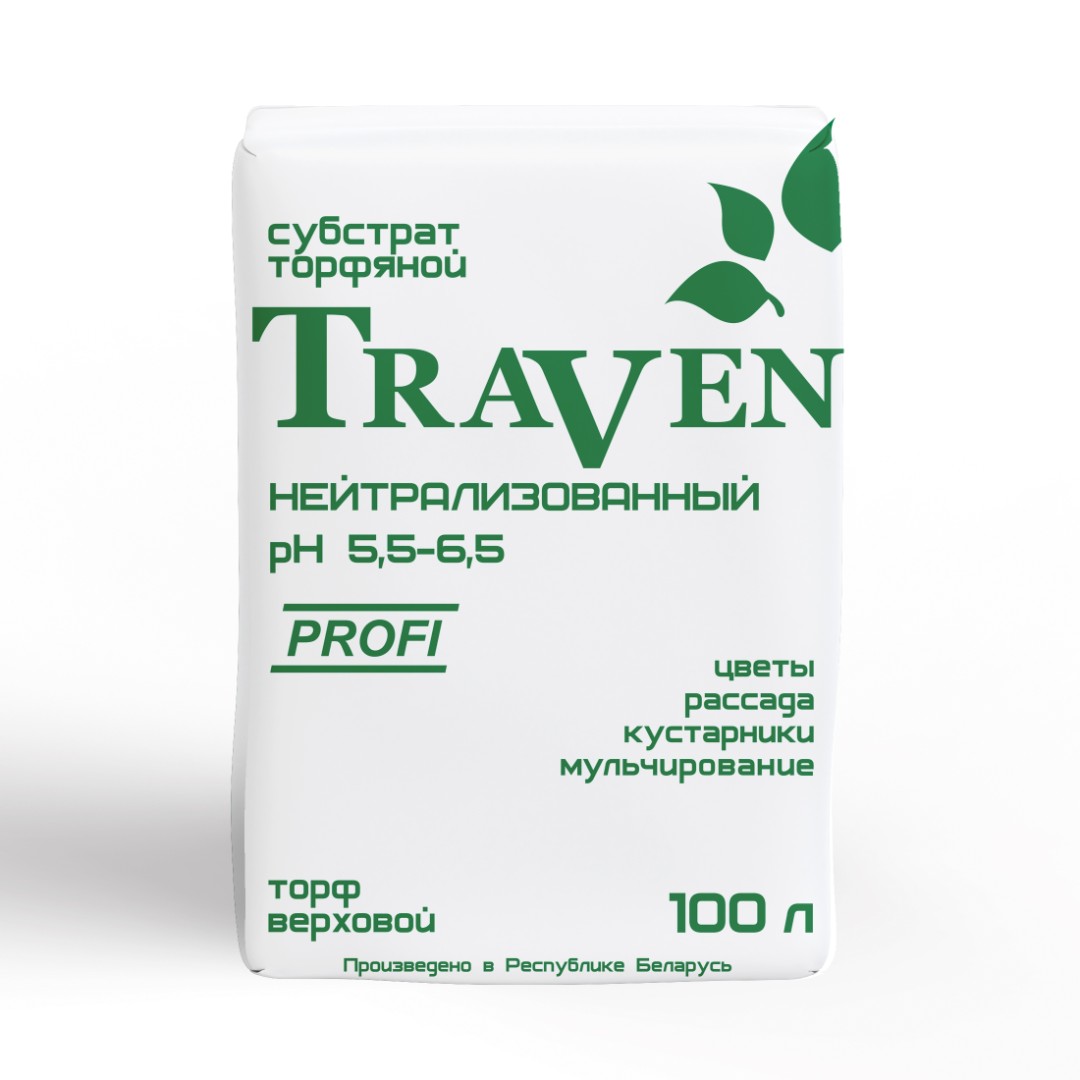 субстрат
торфяной
TRAVEN
НЕЙТРАЛИЗОВАННЫЙ
pH 5,5-6,5
PROFI
цветы
рассада
кустарники
мульчирование
торф
верховой
100 л
Произведено в Республике Беларусь